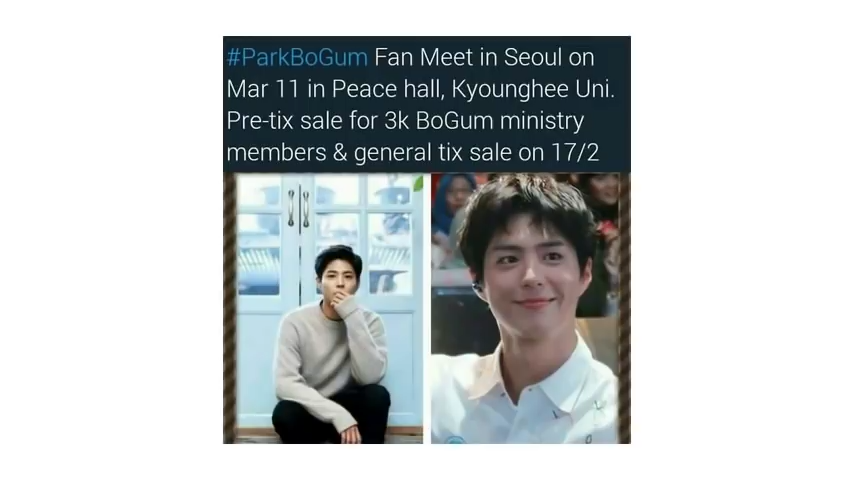 #ParkBoGum Fan Meet in Seoul on
Mar 11 in Peace hall, Kyounghee Uni.
Pre-tix sale for 3k BoGum ministry
members & general tix sale on 17/2